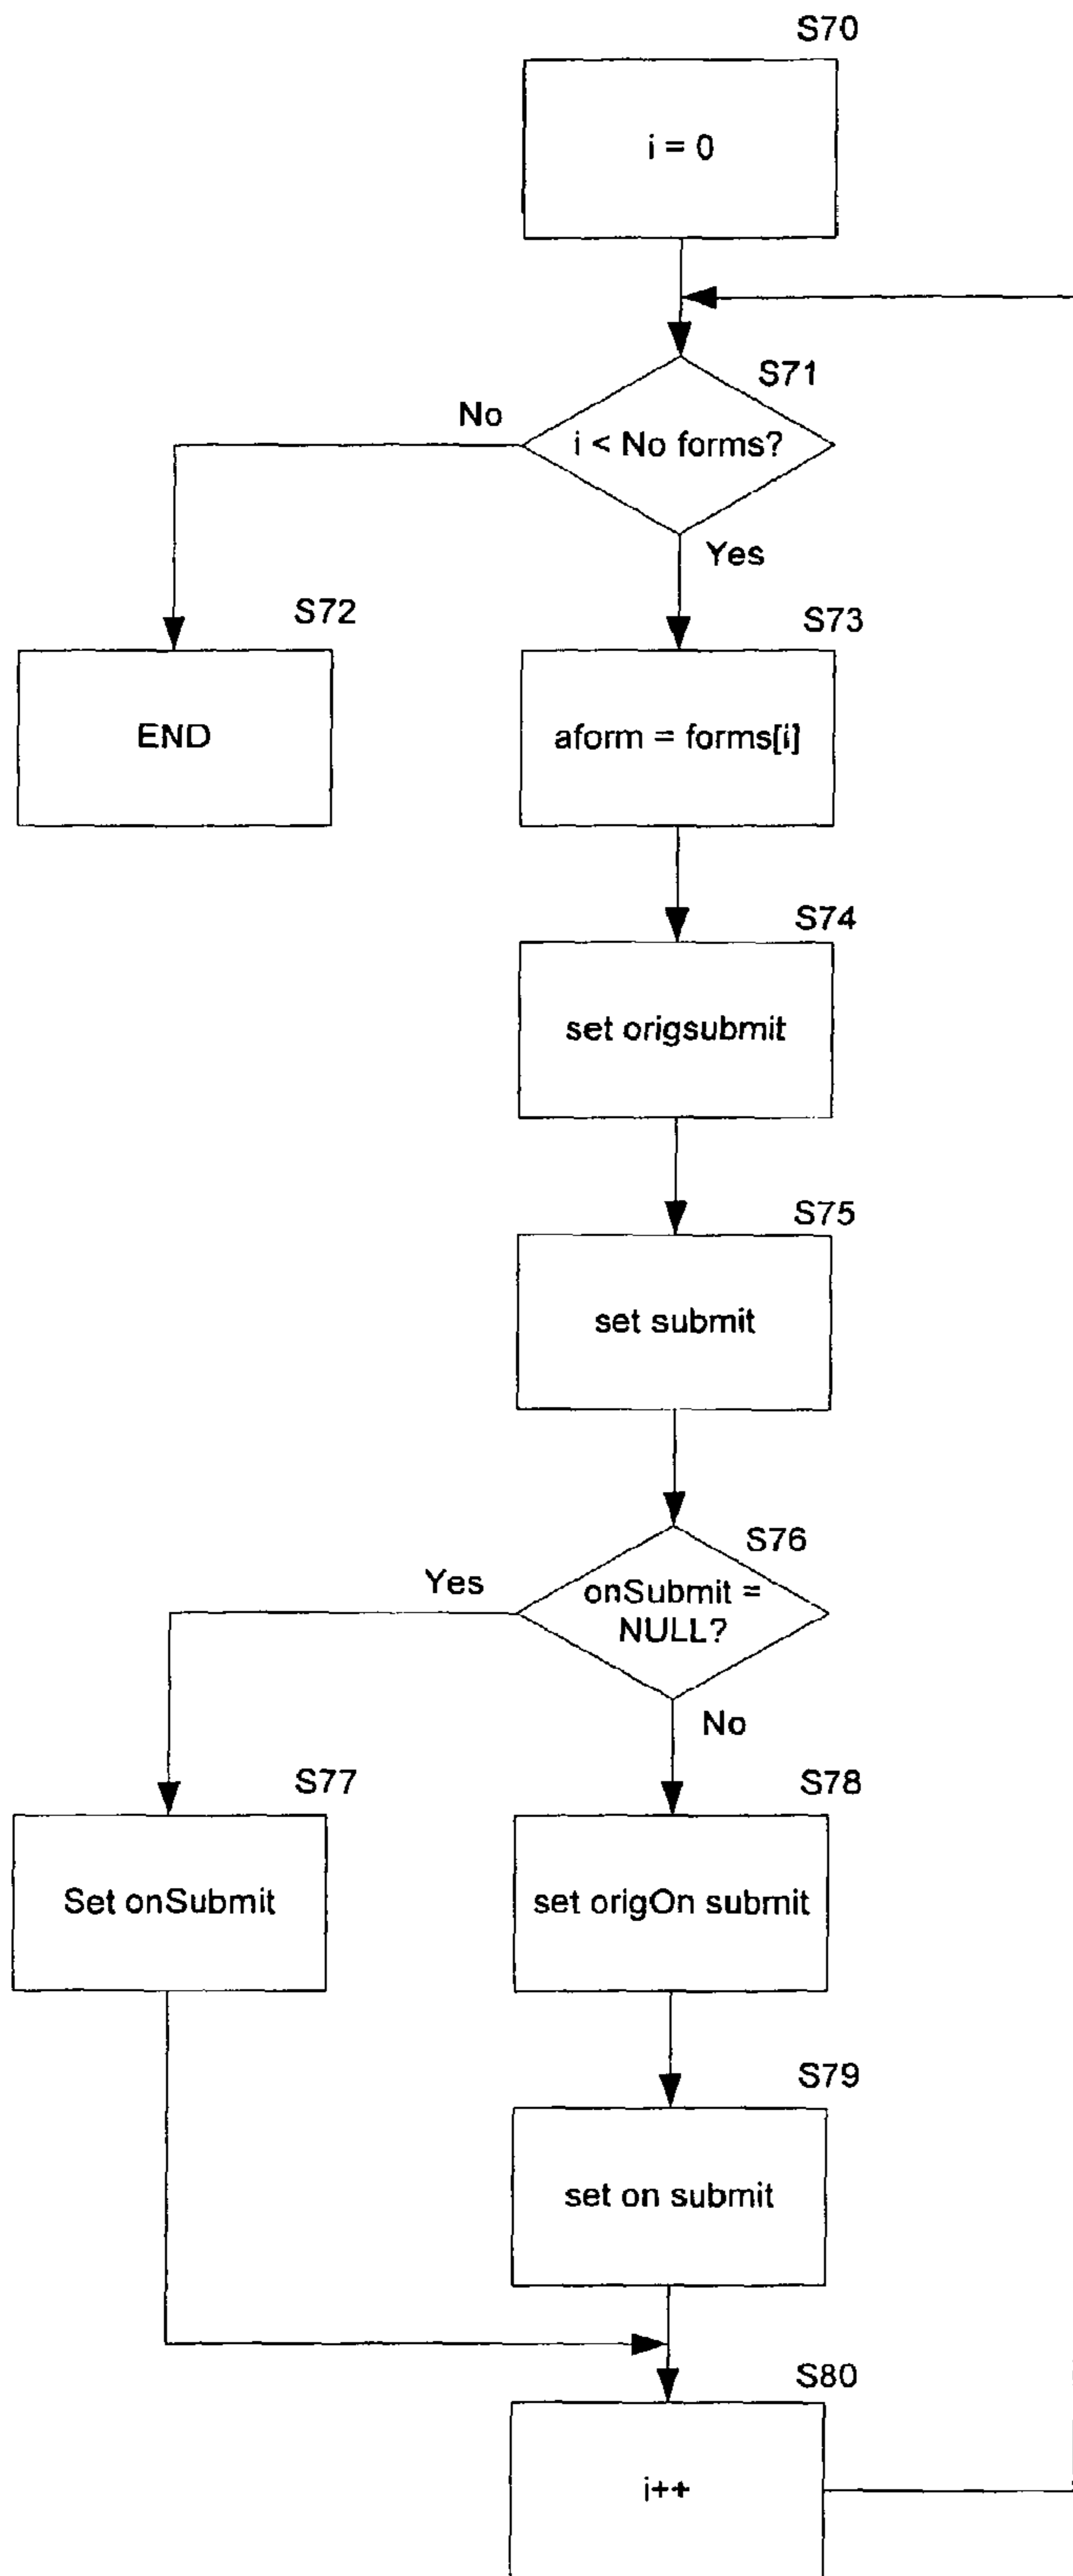 S70
i = 0
S71
No
i < No forms?
Yes
S72
S73
END
aform = forms[i]
S74
set origsubmit
S75
set submit
S76
Yes
onSubmit =
NULL?
No
S77
S78
Set onSubmit
set origOn submit
S79
set on submit
S80
i++